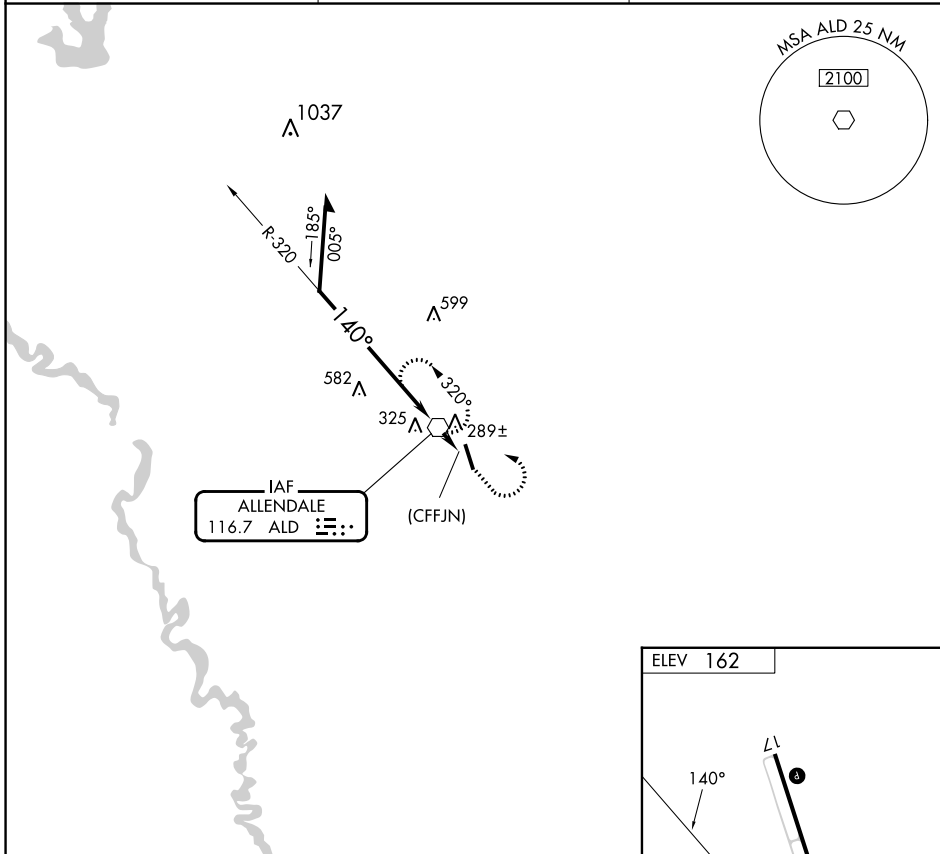 MSA ALD 25 NM
2100
1037
R-320
185°
005°
140°
599
582
320°
325
289±
IAF
ALLENDALE
116.7 ALD
(CFFJN)
ELEV 162
17
140°
P